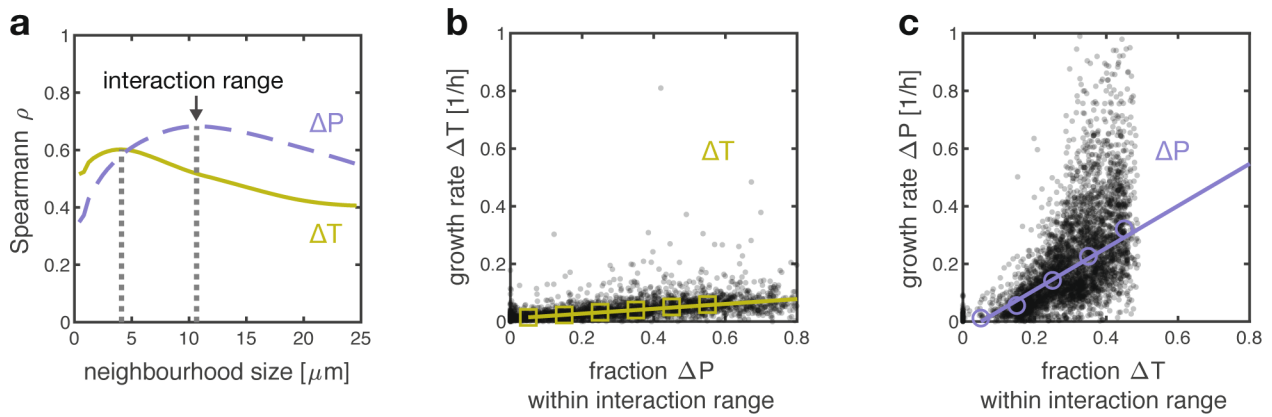 a
Spearmann ρ
1
0.8
0.6
0.4
0.2
0
interaction range
ΔP
ΔT
0
5
10
15
20
25
neighbourhood size [μm]
b
growth rate ΔT [1/h]
1
0.8
0.6
0.4
0.2
0
ΔT
0
0.2
0.4
0.6
0.8
fraction ΔP
within interaction range
c
growth rate ΔP [1/h]
1
0.8
0.6
0.4
0.2
0
ΔP
0
0.2
0.4
0.6
0.8
fraction ΔT
within interaction range